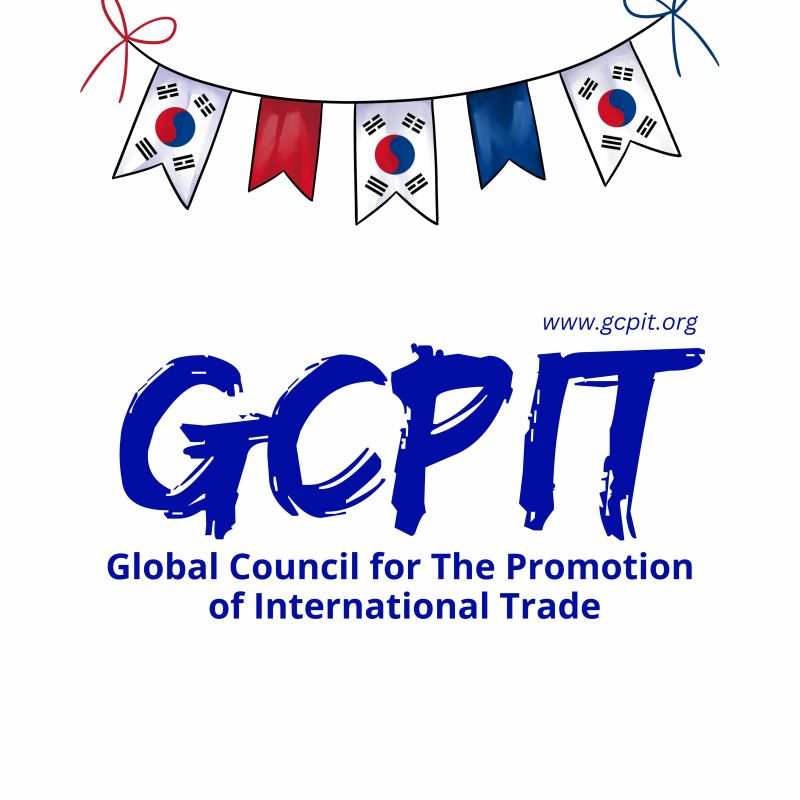 www.gcpit.org
GCPIT
Global Council for The Promotion
of International Trade